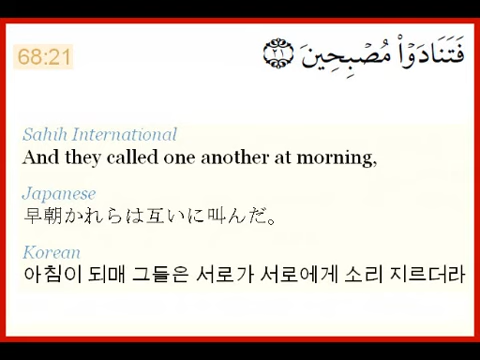 68:21
فَتَنَادَوْا۟ مُصْبِحِينَ ٢١
Sahih International
And they called one another at morning,
Japanese
早朝かれらは互いに叫んだ。
Korean
아침이 되매 그들은 서로가 서로에게 소리 지르더라